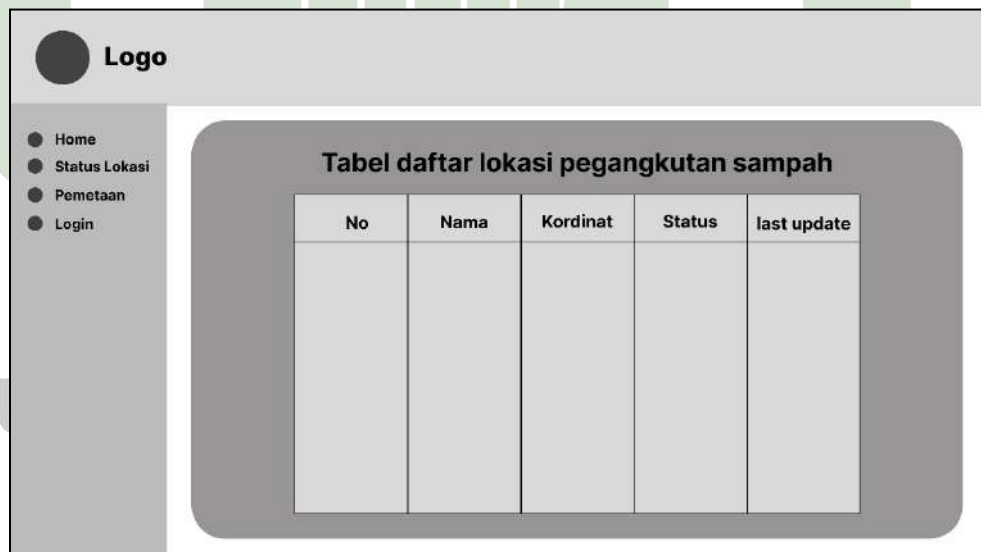 Logo
Home
Status Lokasi
Pemetaan
Login
Tabel daftar lokasi pegangkutan sampah
No Nama Kordinat Status last update